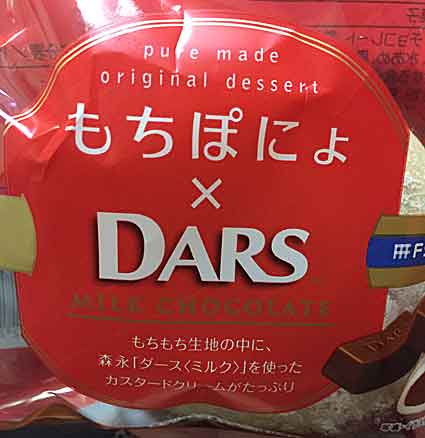 pure made
original dessert
もちぽにょ
×
DARS
MILK CHOCOLATE
もちもち生地の中に、
森永「ダース〈ミルク〉」を使った
カスタードクリームがたっぷり
DARS